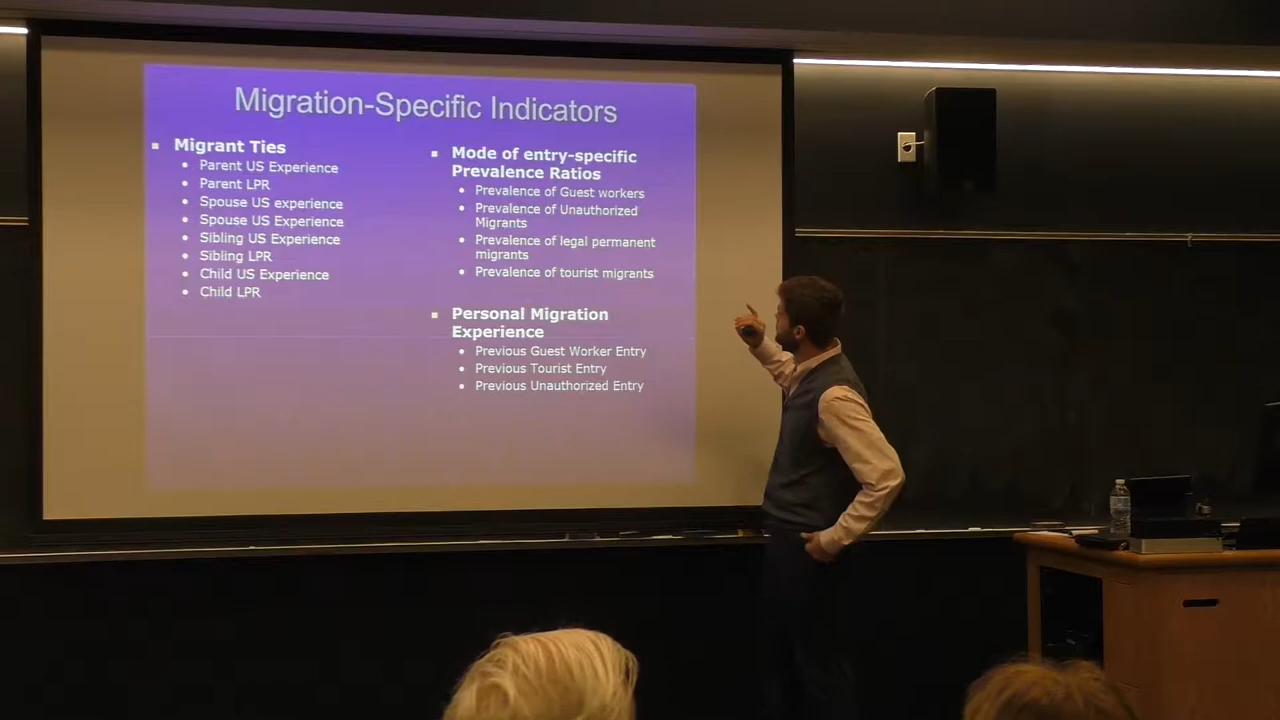 Migration-Specific Indicators
Migrant Ties
Parent US Experience
Parent LPR
Spouse US experience
Spouse US Experience
Sibling US Experience
Sibling LPR
Child US Experience
Child LPR
Mode of entry-specific
Prevalence Ratios
Prevalence of Guest workers
Prevalence of Unauthorized
Migrants
Prevalence of legal permanent
migrants
Prevalence of tourist migrants
Personal Migration
Experience
Previous Guest Worker Entry
Previous Tourist Entry
Previous Unauthorized Entry